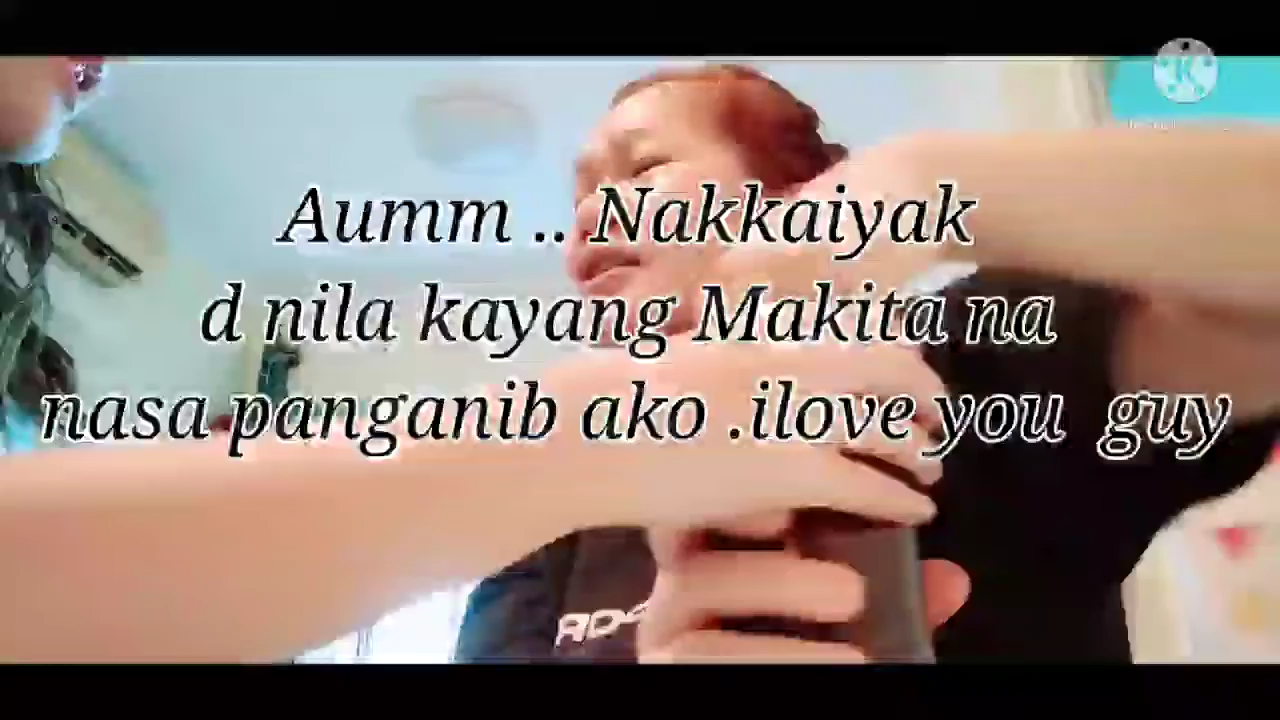 Aumm .. Nakkaiyak
d nila kayang Makita na
nasa panganib ako .ilove you  guy